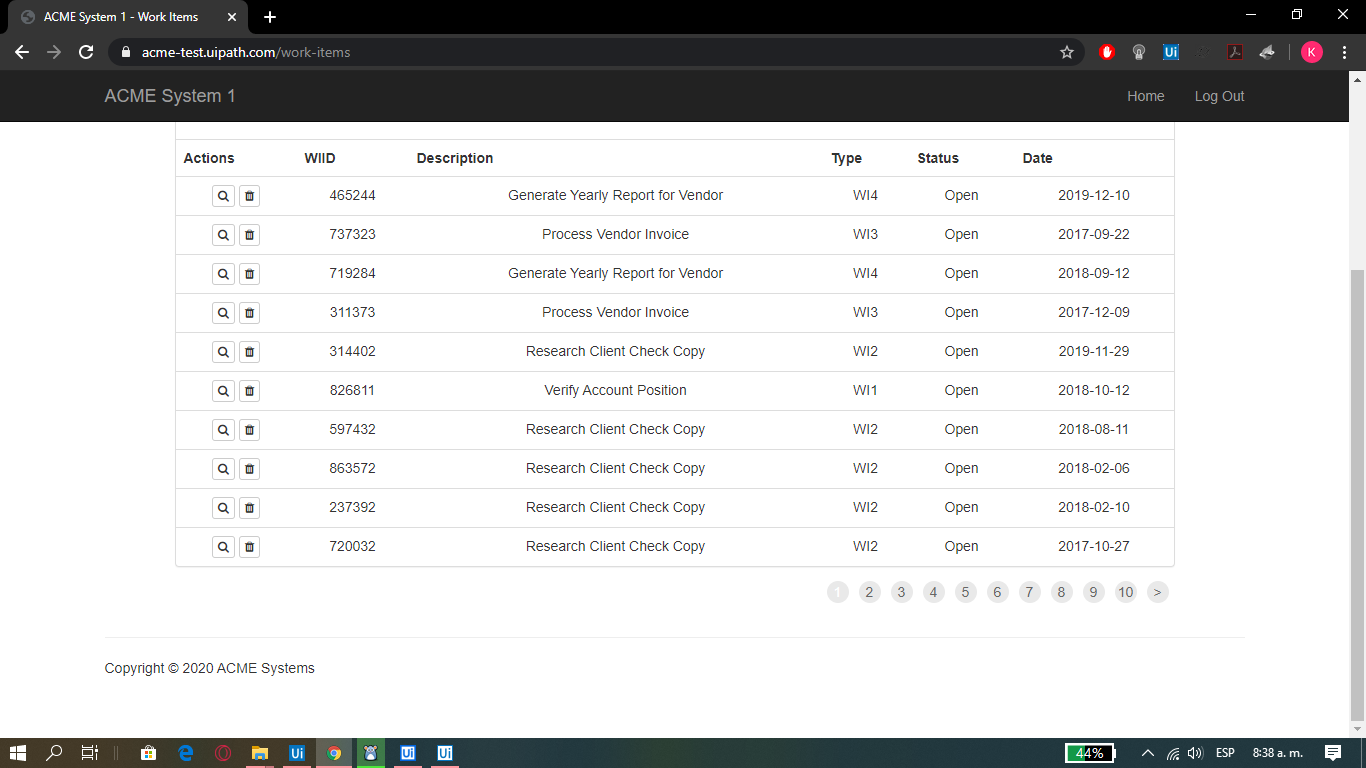 ACME System 1 - Work Items
acme-test.uipath.com/work-items
Ui
K
ACME System 1 Home Log Out
Actions WIID Description Type Status Date
465244 Generate Yearly Report for Vendor WI4 Open 2019-12-10
737323 Process Vendor Invoice WI3 Open 2017-09-22
719284 Generate Yearly Report for Vendor WI4 Open 2018-09-12
311373 Process Vendor Invoice WI3 Open 2017-12-09
314402 Research Client Check Copy WI2 Open 2019-11-29
826811 Verify Account Position WI1 Open 2018-10-12
597432 Research Client Check Copy WI2 Open 2018-08-11
863572 Research Client Check Copy WI2 Open 2018-02-06
237392 Research Client Check Copy WI2 Open 2018-02-10
720032 Research Client Check Copy WI2 Open 2017-10-27
1 2 3 4 5 6 7 8 9 10 >
Copyright © 2020 ACME Systems
Ui Ui Ui 44% ESP 8:38 a. m.